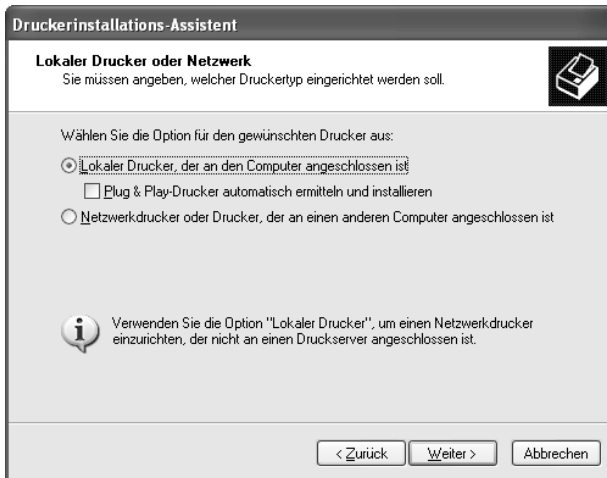 Druckerinstallations-Assistent
Lokaler Drucker oder Netzwerk
Sie müssen angeben, welcher Druckertyp eingerichtet werden soll.
Wählen Sie die Option für den gewünschten Drucker aus:
Lokaler Drucker, der an den Computer angeschlossen ist
Plug & Play-Drucker automatisch ermitteln und installieren
Netzwerkdrucker oder Drucker, der an einen anderen Computer angeschlossen ist
Verwenden Sie die Option "Lokaler Drucker", um einen Netzwerkdrucker
einzurichten, der nicht an einen Druckserver angeschlossen ist.
< Zurück Weiter > Abbrechen